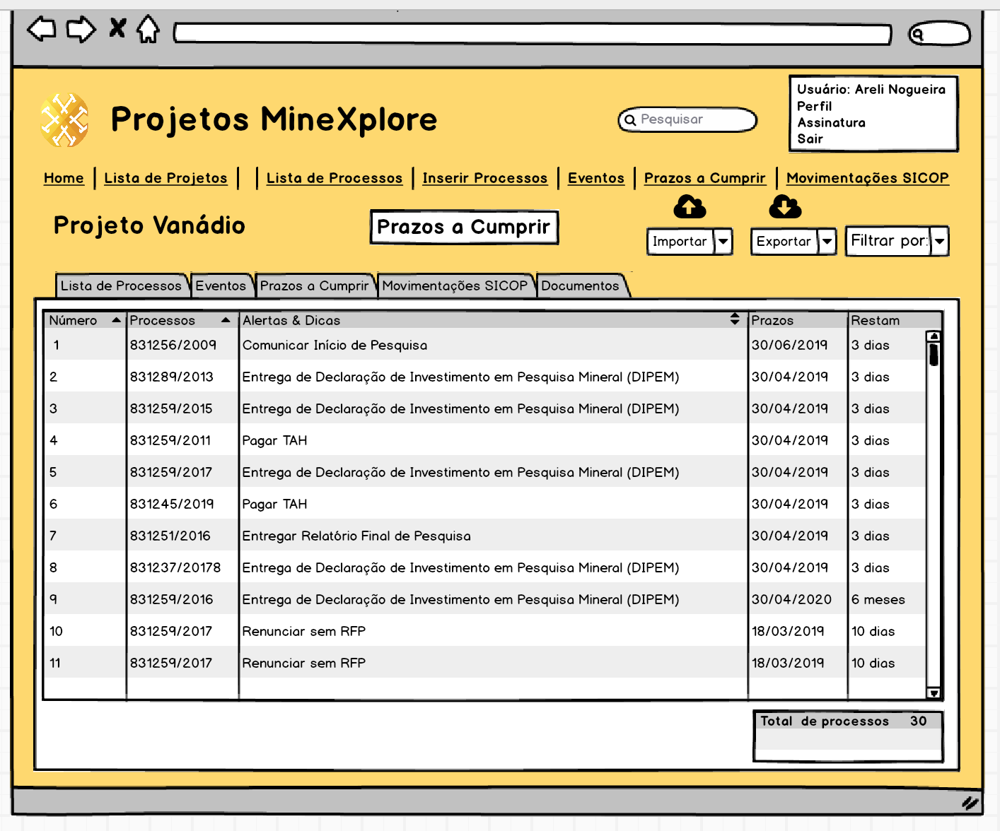 Usuário: Areli Nogueira
Perfil
Assinatura
Sair
Projetos MineXplore
Pesquisar
Home | Lista de Projetos | | Lista de Processos | Inserir Processos | Eventos | Prazos a Cumprir | Movimentações SICOP
Projeto Vanádio
Prazos a Cumprir
Importar
Exportar
Filtrar por:
Lista de Processos Eventos Prazos a Cumprir Movimentações SICOP Documentos
Número Processos Alertas & Dicas Prazos Restam
1 831256/2009 Comunicar Início de Pesquisa 30/06/2019 3 dias
2 831289/2013 Entrega de Declaração de Investimento em Pesquisa Mineral (DIPEM) 30/04/2019 3 dias
3 831259/2015 Entrega de Declaração de Investimento em Pesquisa Mineral (DIPEM) 30/04/2019 3 dias
4 831259/2011 Pagar TAH 30/04/2019 3 dias
5 831259/2017 Entrega de Declaração de Investimento em Pesquisa Mineral (DIPEM) 30/04/2019 3 dias
6 831245/2019 Pagar TAH 30/04/2019 3 dias
7 831251/2016 Entregar Relatório Final de Pesquisa 30/04/2019 3 dias
8 831237/20178 Entrega de Declaração de Investimento em Pesquisa Mineral (DIPEM) 30/04/2019 3 dias
9 831259/2016 Entrega de Declaração de Investimento em Pesquisa Mineral (DIPEM) 30/04/2020 6 meses
10 831259/2017 Renunciar sem RFP 18/03/2019 10 dias
11 831259/2017 Renunciar sem RFP 18/03/2019 10 dias
Total de processos 30